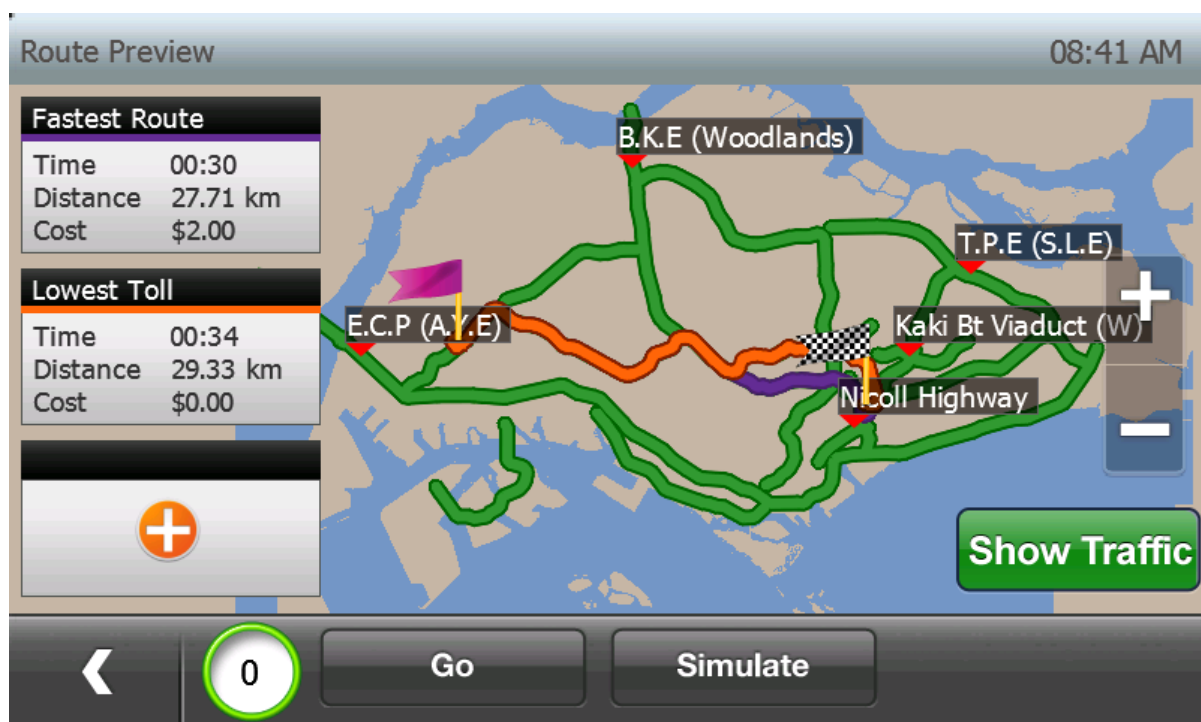 Route Preview
08:41 AM
Fastest Route
Time 00:30
Distance 27.71 km
Cost $2.00
Lowest Toll
Time 00:34
Distance 29.33 km
Cost $0.00
B.K.E (Woodlands)
T.P.E (S.L.E)
E.C.P (A.Y.E)
Kaki Bt Viaduct (W)
Nicoll Highway
Show Traffic
0
Go
Simulate